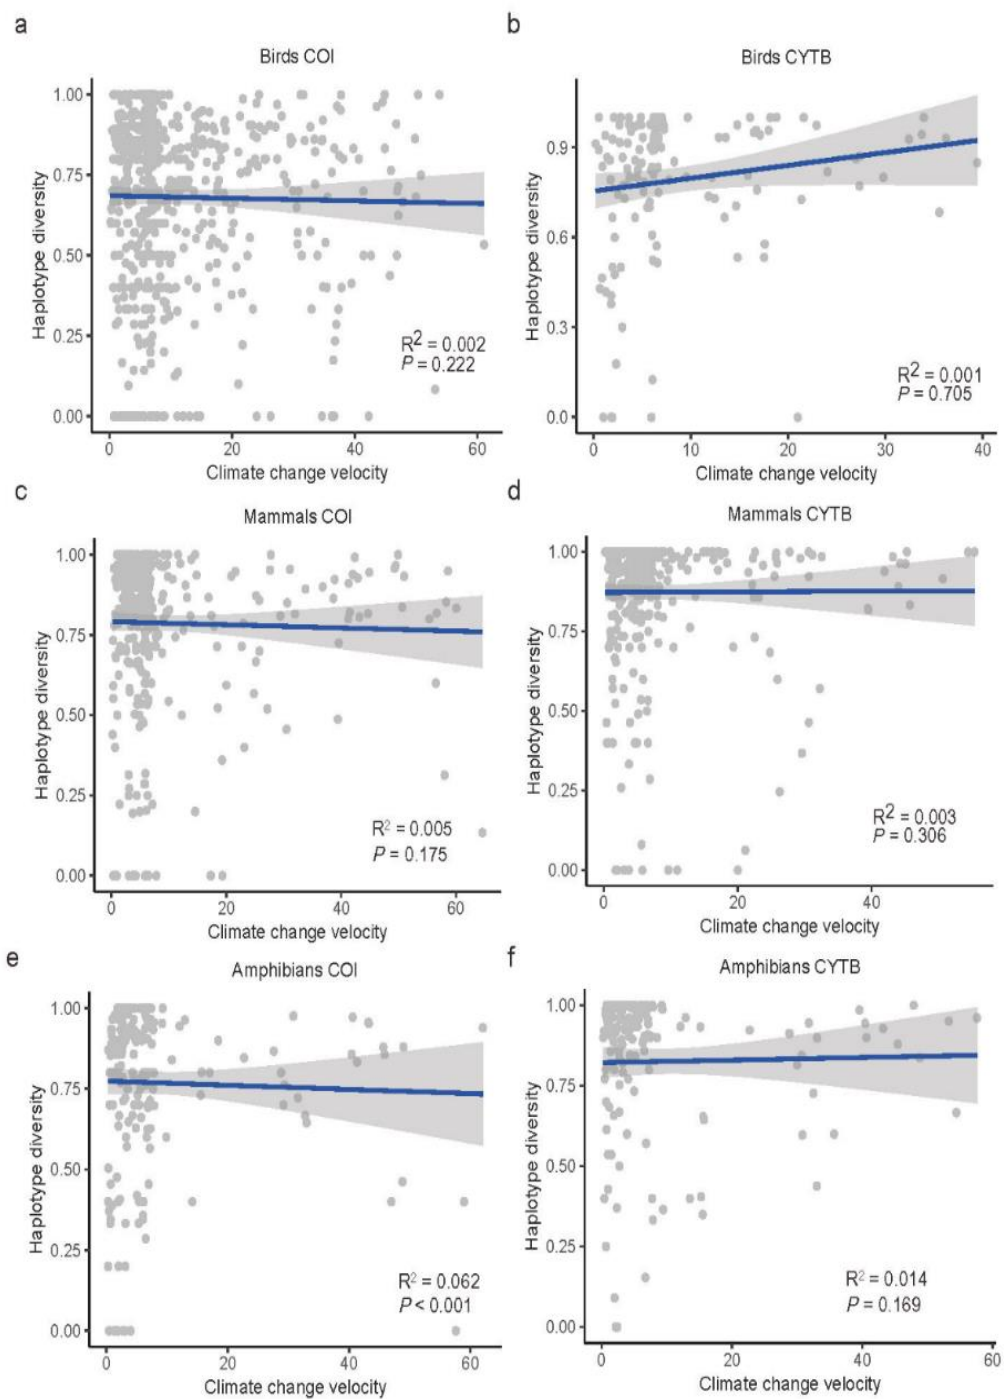 a
Birds COI
Haplotype diversity
1.00
0.75
0.50
0.25
0.00
R2 = 0.002
P = 0.222
0 20 40 60
Climate change velocity
b
Birds CYTB
Haplotype diversity
0.9
0.6
0.3
0.0
R2 = 0.001
P = 0.705
0 10 20 30 40
Climate change velocity
c
Mammals COI
Haplotype diversity
1.00
0.75
0.50
0.25
0.00
R2 = 0.005
P = 0.175
0 20 40 60
Climate change velocity
d
Mammals CYTB
Haplotype diversity
1.00
0.75
0.50
0.25
0.00
R2 = 0.003
P = 0.306
0 20 40
Climate change velocity
e
Amphibians COI
Haplotype diversity
1.00
0.75
0.50
0.25
0.00
R2 = 0.062
P < 0.001
0 20 40 60
Climate change velocity
f
Amphibians CYTB
Haplotype diversity
1.00
0.75
0.50
0.25
0.00
R2 = 0.014
P = 0.169
0 20 40 60
Climate change velocity